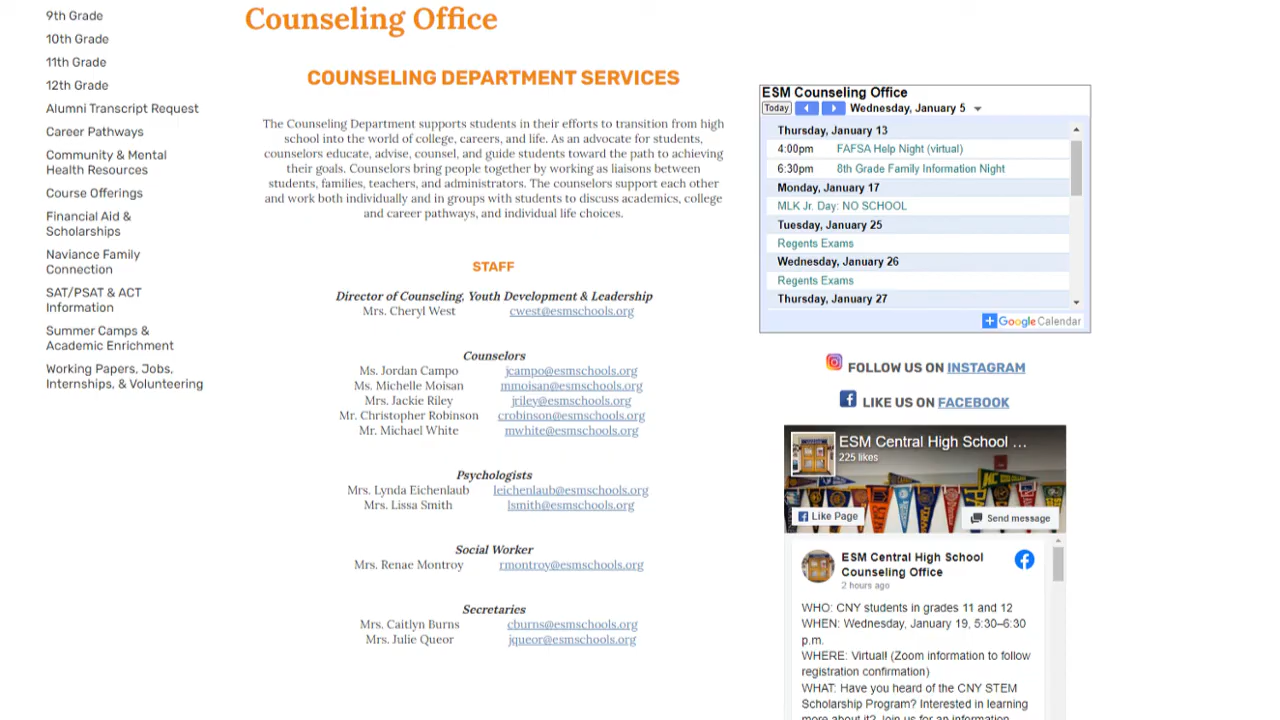 9th Grade
10th Grade
11th Grade
12th Grade
Alumni Transcript Request
Career Pathways
Community & Mental
Health Resources
Course Offerings
Financial Aid &
Scholarships
Naviance Family
Connection
SAT/PSAT & ACT
Information
Summer Camps &
Academic Enrichment
Working Papers, Jobs,
Internships, & Volunteering
Counseling Office
COUNSELING DEPARTMENT SERVICES
The Counseling Department supports students in their efforts to transition from high
school into the world of college, careers, and life. As an advocate for students,
counselors educate, advise, counsel, and guide students toward the path to achieving
their goals. Counselors bring people together by working as liaisons between
students, families, teachers, and administrators. The counselors support each other
and work both individually and in groups with students to discuss academics, college
and career pathways, and individual life choices.
STAFF
Director of Counseling, Youth Development & Leadership
Mrs. Cheryl West cwest@esmschools.org
Counselors
Ms. Jordan Campo jcampo@esmschools.org
Ms. Michelle Moisan mmoisan@esmschools.org
Mrs. Jackie Riley jriley@esmschools.org
Mr. Christopher Robinson crobinson@esmschools.org
Mr. Michael White mwhite@esmschools.org
Psychologists
Mrs. Lynda Eichenlaub leichenlaub@esmschools.org
Mrs. Lissa Smith lsmith@esmschools.org
Social Worker
Mrs. Renae Montroy rmontroy@esmschools.org
Secretaries
Mrs. Caitlyn Burns cburns@esmschools.org
Mrs. Julie Queor jqueor@esmschools.org
ESM Counseling Office
Today Wednesday, January 5
Thursday, January 13
4:00pm FAFSA Help Night (virtual)
6:30pm 8th Grade Family Information Night
Monday, January 17
MLK Jr. Day: NO SCHOOL
Tuesday, January 25
Regents Exams
Wednesday, January 26
Regents Exams
Thursday, January 27
Google Calendar
FOLLOW US ON INSTAGRAM
LIKE US ON FACEBOOK
ESM Central High School ...
225 likes
Like Page Send message
ESM Central High School
Counseling Office
2 hours ago
WHO: CNY students in grades 11 and 12
WHEN: Wednesday, January 19, 5:30–6:30
p.m.
WHERE: Virtual! (Zoom information to follow
registration confirmation)
WHAT: Have you heard of the CNY STEM
Scholarship Program? Interested in learning
more about it? Join us for an information